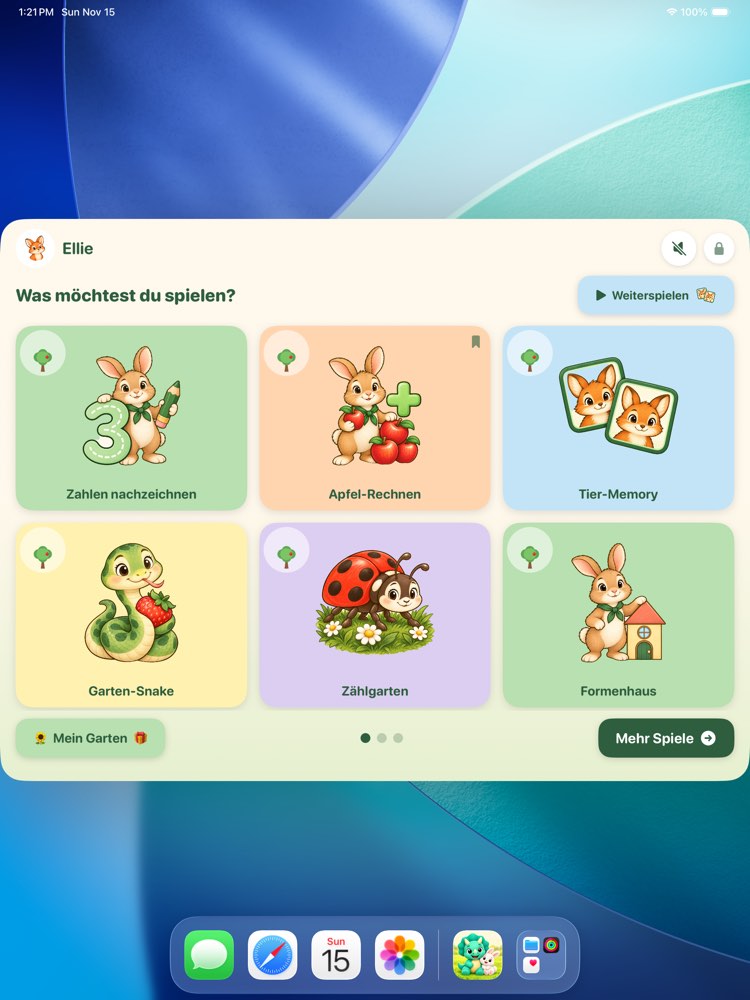 1:21 PM Sun Nov 15
100%
Ellie
Was möchtest du spielen?
Weiterspielen
3
Zahlen nachzeichnen
Apfel-Rechnen
Tier-Memory
Garten-Snake
Zählgarten
Formenhaus
Mein Garten
Mehr Spiele
Sun
15